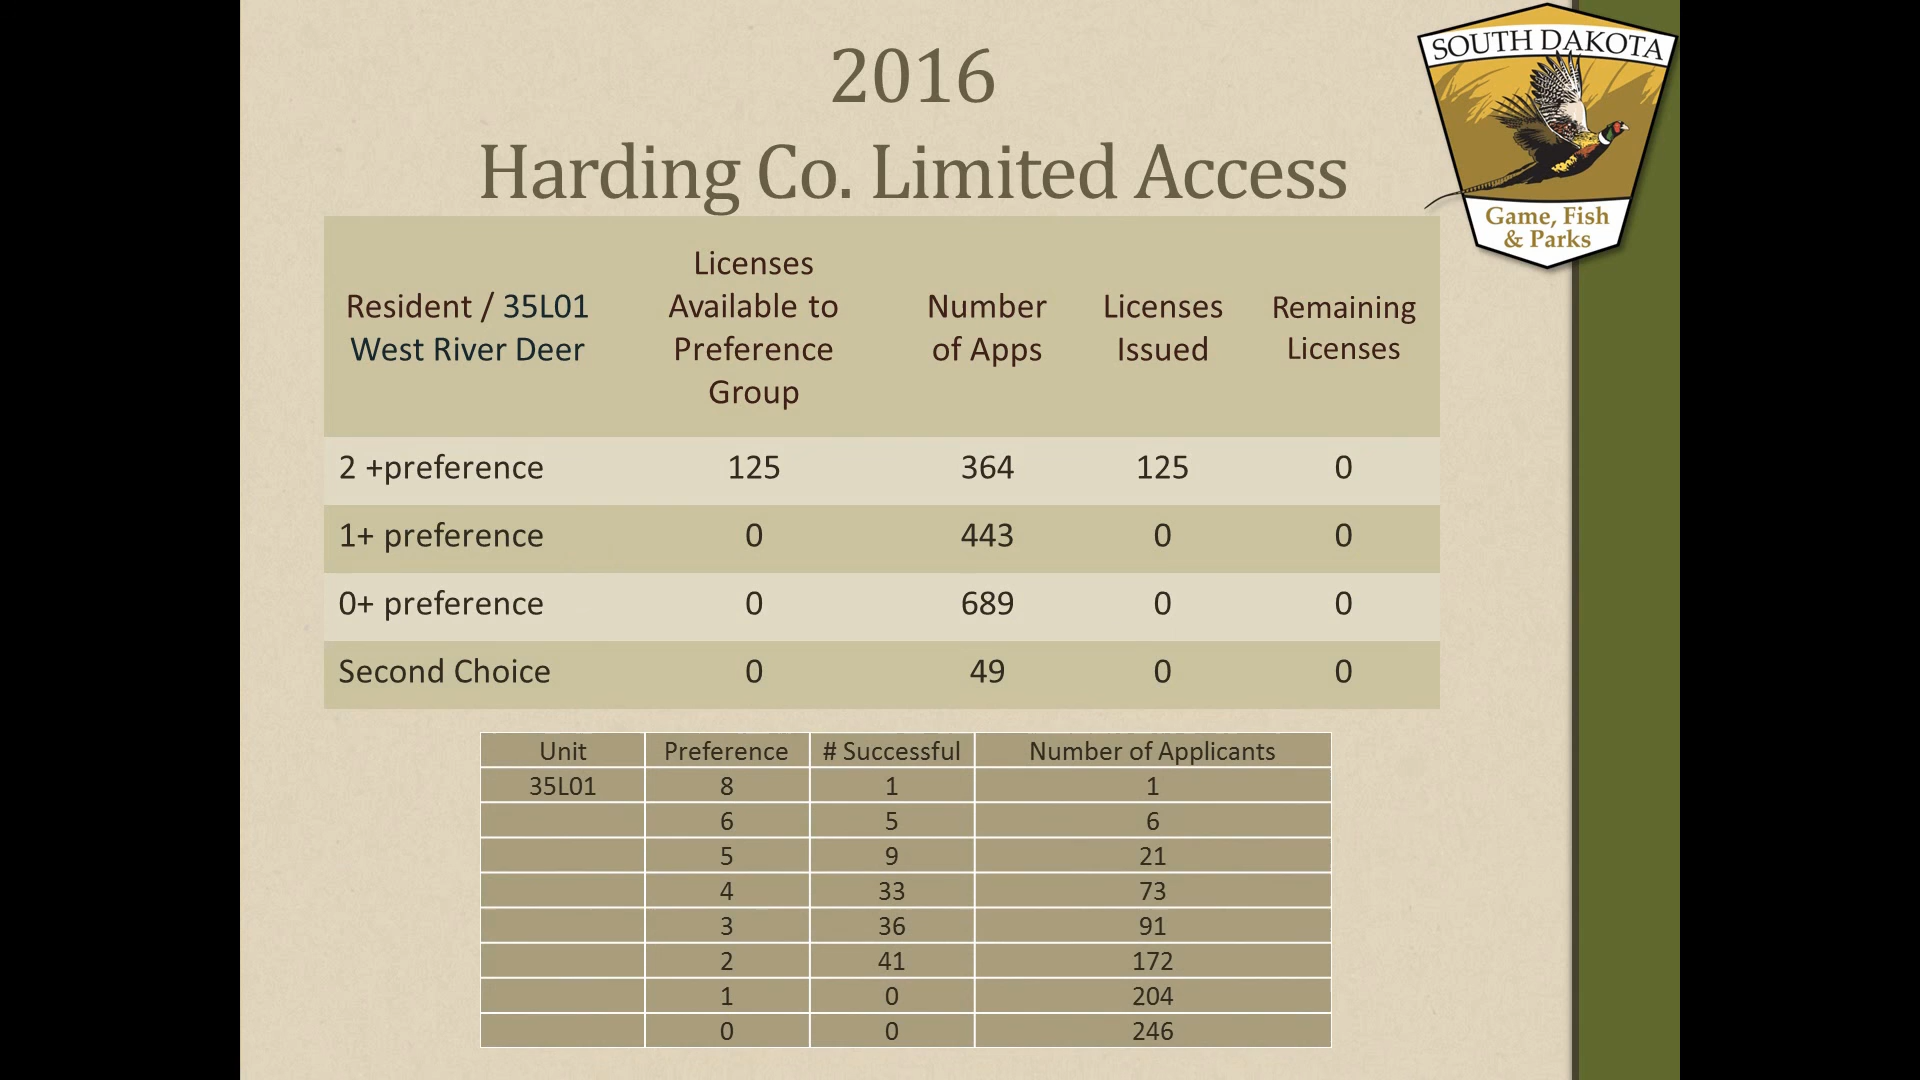 2016
Harding Co. Limited Access
SOUTH DAKOTA
Game, Fish
& Parks
Resident / 35L01
West River Deer
Licenses
Available to
Preference
Group
Number
of Apps
Licenses
Issued
Remaining
Licenses
2 +preference 125 364 125 0
1+ preference 0 443 0 0
0+ preference 0 689 0 0
Second Choice 0 49 0 0
Unit Preference # Successful Number of Applicants
35L01 8 1 1
6 5 6
5 9 21
4 33 73
3 36 91
2 41 172
1 0 204
0 0 246